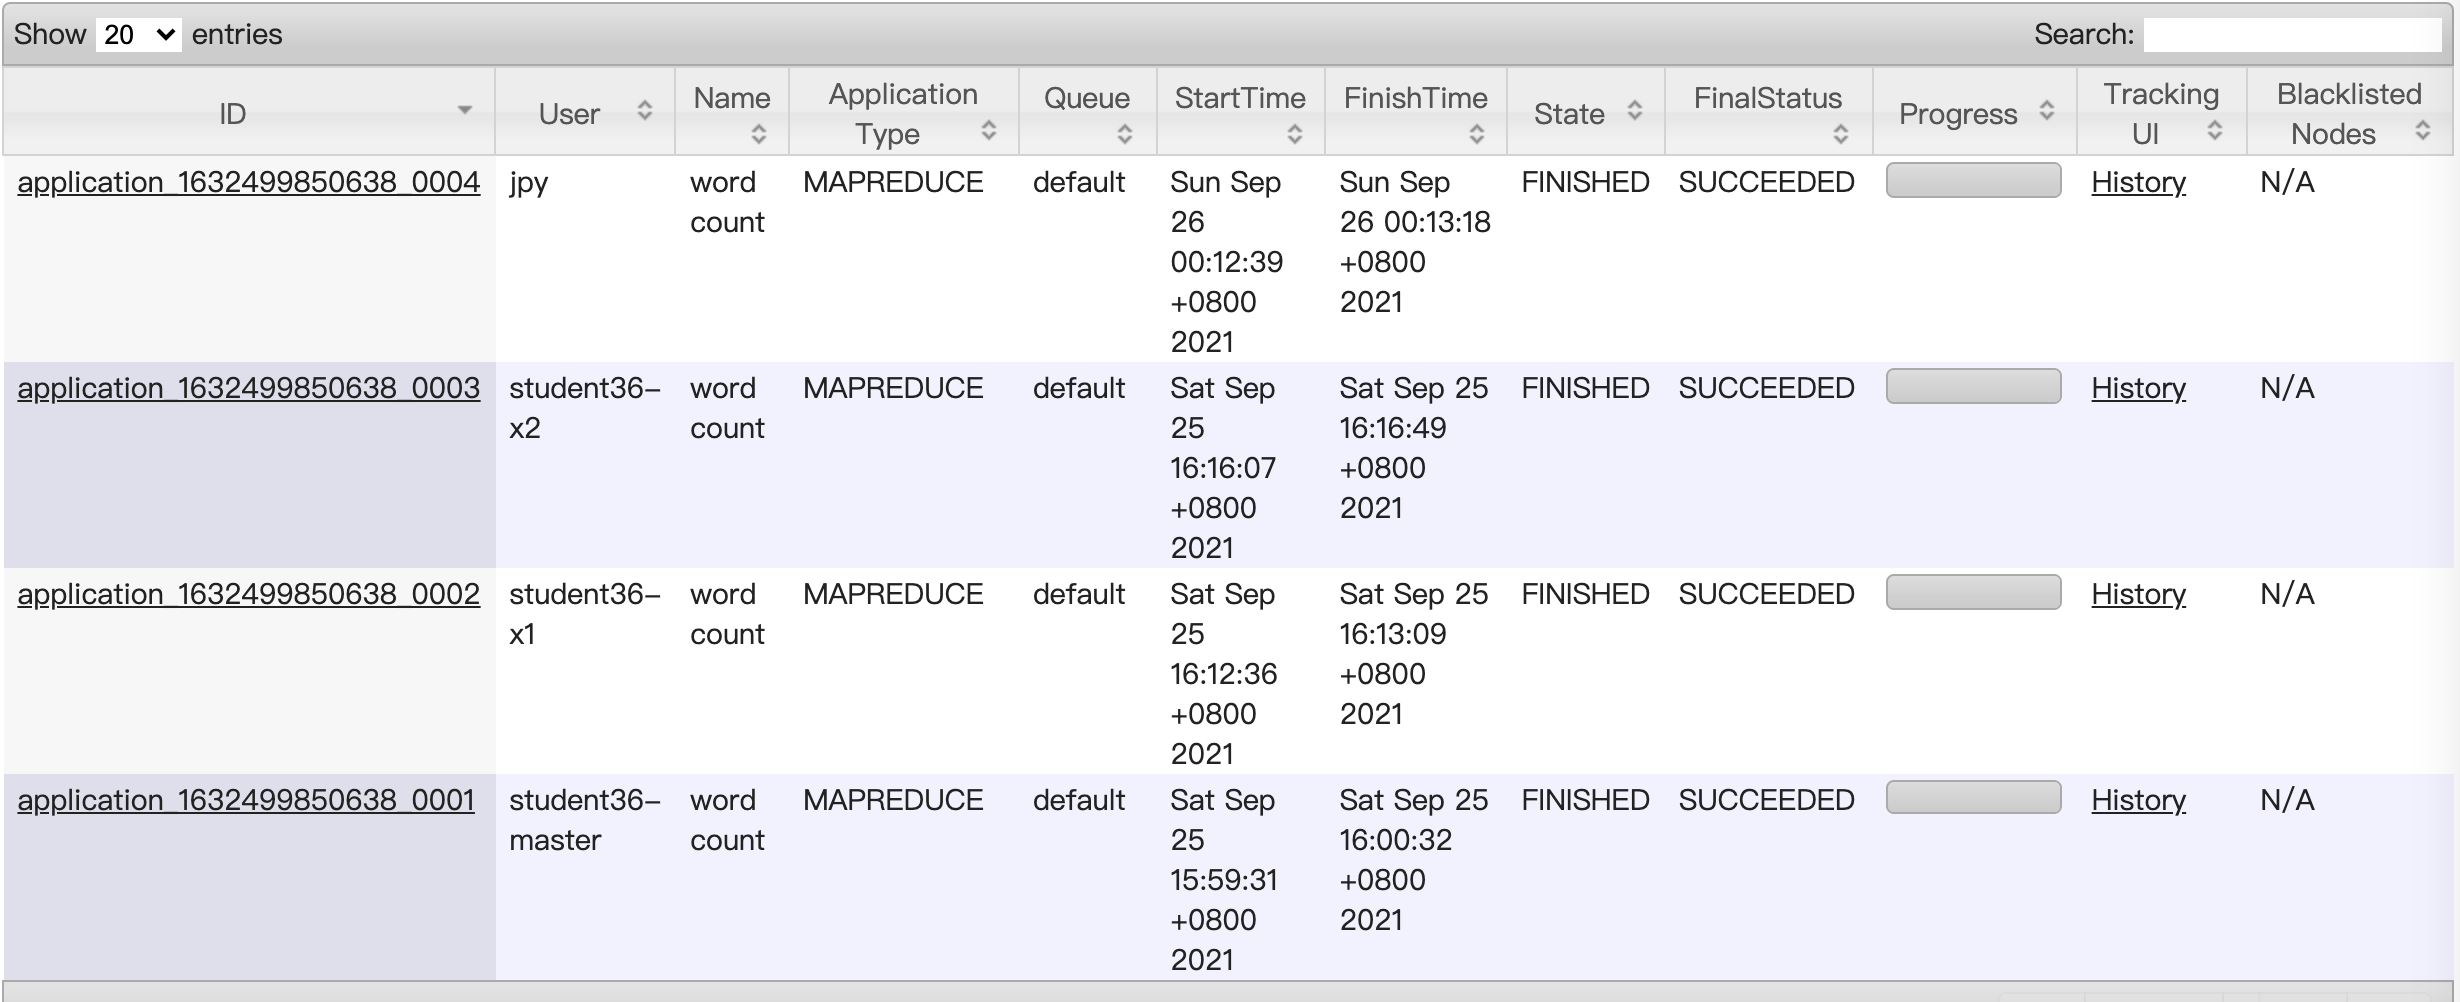 Show 20 entries Search:
ID User Name Application Type Queue StartTime FinishTime State FinalStatus Progress Tracking UI Blacklisted Nodes
application_1632499850638_0004 jpy word count MAPREDUCE default Sun Sep 26 00:12:39 +0800 2021 Sun Sep 26 00:13:18 +0800 2021 FINISHED SUCCEEDED History N/A
application_1632499850638_0003 student36-x2 word count MAPREDUCE default Sat Sep 25 16:16:07 +0800 2021 Sat Sep 25 16:16:49 +0800 2021 FINISHED SUCCEEDED History N/A
application_1632499850638_0002 student36-x1 word count MAPREDUCE default Sat Sep 25 16:12:36 +0800 2021 Sat Sep 25 16:13:09 +0800 2021 FINISHED SUCCEEDED History N/A
application_1632499850638_0001 student36-master word count MAPREDUCE default Sat Sep 25 15:59:31 +0800 2021 Sat Sep 25 16:00:32 +0800 2021 FINISHED SUCCEEDED History N/A